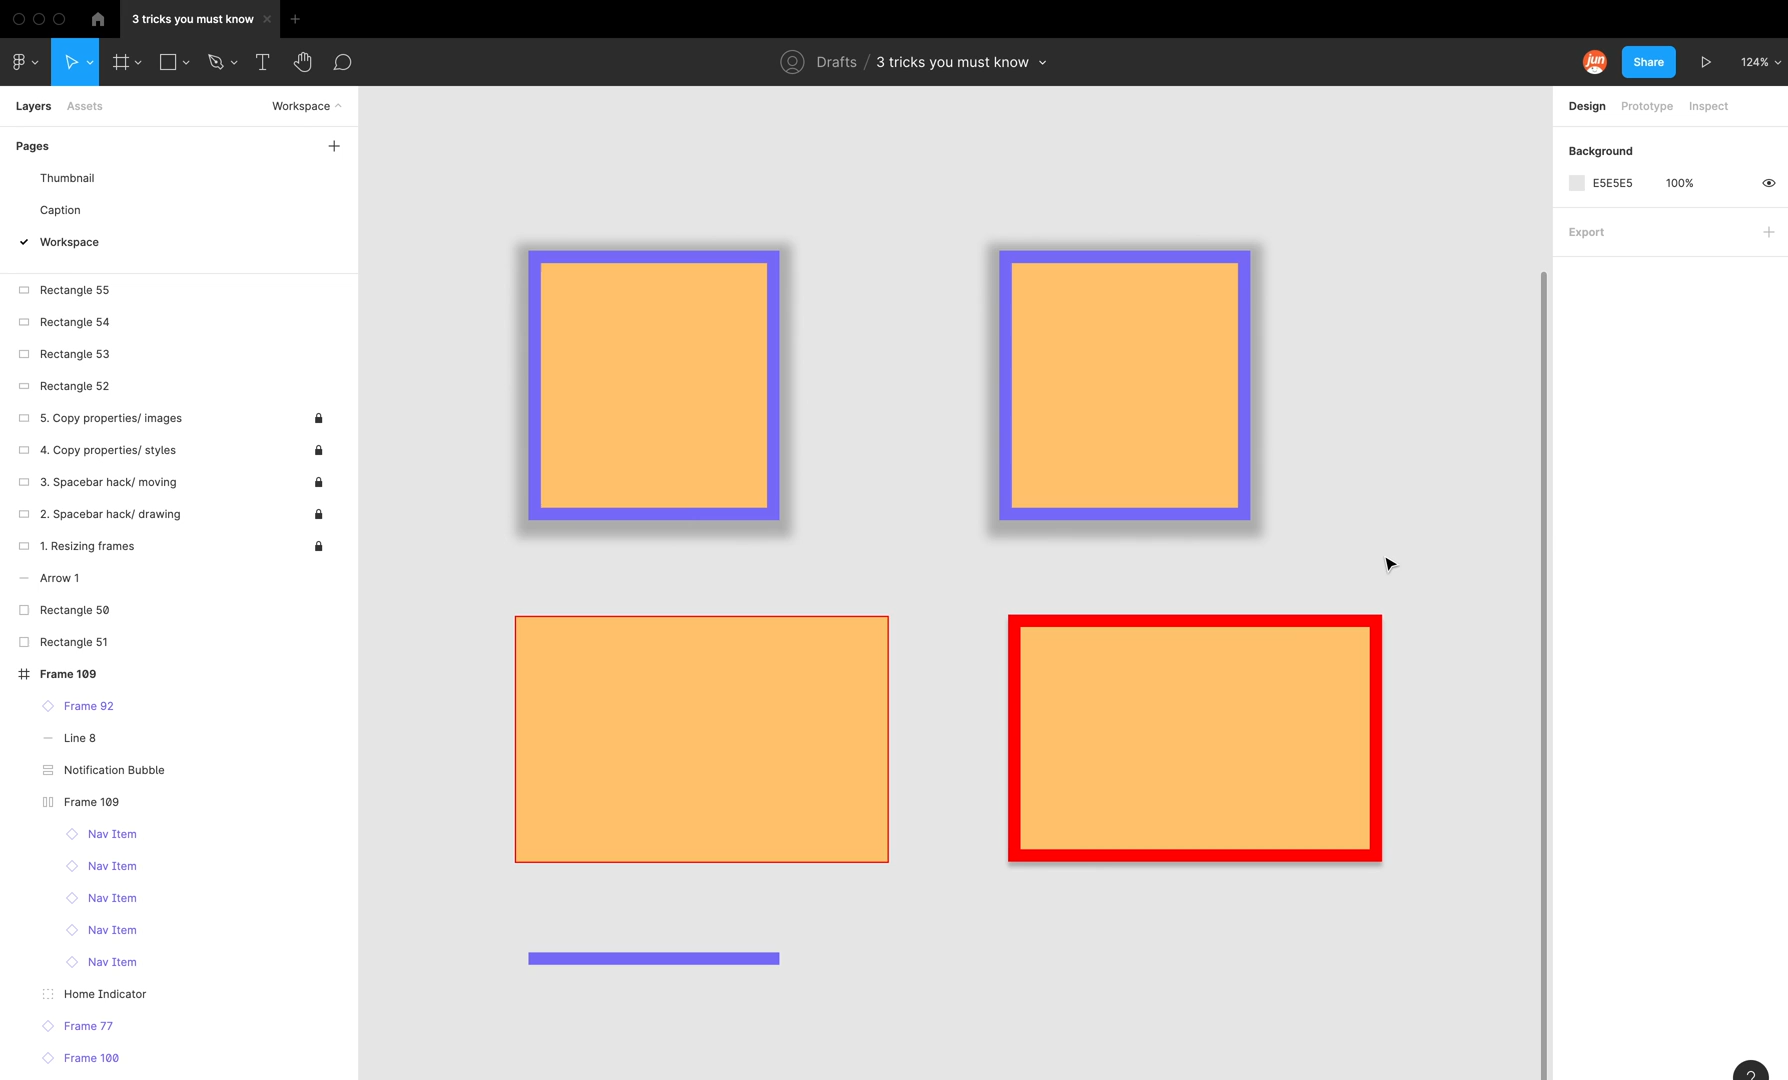 3 tricks you must know
Drafts / 3 tricks you must know
jun
Share
124%
Layers Assets Workspace
Design Prototype Inspect
Pages
Thumbnail
Caption
Workspace
Background
E5E5E5 100%
Export
Rectangle 55
Rectangle 54
Rectangle 53
Rectangle 52
5. Copy properties/ images
4. Copy properties/ styles
3. Spacebar hack/ moving
2. Spacebar hack/ drawing
1. Resizing frames
Arrow 1
Rectangle 50
Rectangle 51
Frame 109
Frame 92
Line 8
Notification Bubble
Frame 109
Nav Item
Nav Item
Nav Item
Nav Item
Nav Item
Home Indicator
Frame 77
Frame 100
?